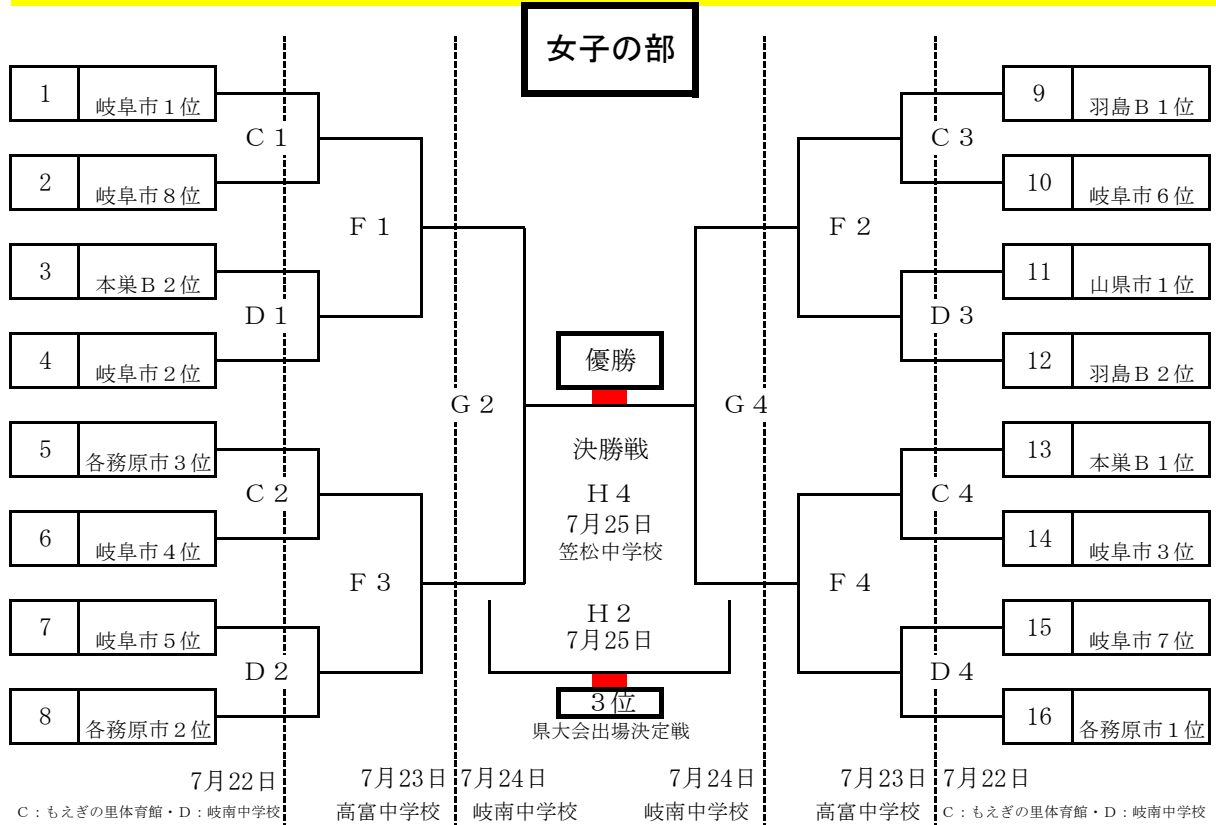 女子の部
1 岐阜市１位
2 岐阜市８位
3 本巣Ｂ２位
4 岐阜市２位
5 各務原市３位
6 岐阜市４位
7 岐阜市５位
8 各務原市２位
Ｃ１
Ｄ１
Ｃ２
Ｄ２
Ｆ１
Ｆ３
Ｇ２
優勝
決勝戦
Ｈ４
7月25日
笠松中学校
Ｈ２
7月25日
３位
県大会出場決定戦
Ｇ４
Ｆ２
Ｆ４
Ｃ３
Ｄ３
Ｃ４
Ｄ４
9 羽島Ｂ１位
10 岐阜市６位
11 山県市１位
12 羽島Ｂ２位
13 本巣Ｂ１位
14 岐阜市３位
15 岐阜市７位
16 各務原市１位
7月22日 7月23日 7月24日 7月24日 7月23日 7月22日
Ｃ：もえぎの里体育館・Ｄ：岐南中学校 高富中学校 岐南中学校 岐南中学校 高富中学校 Ｃ：もえぎの里体育館・Ｄ：岐南中学校